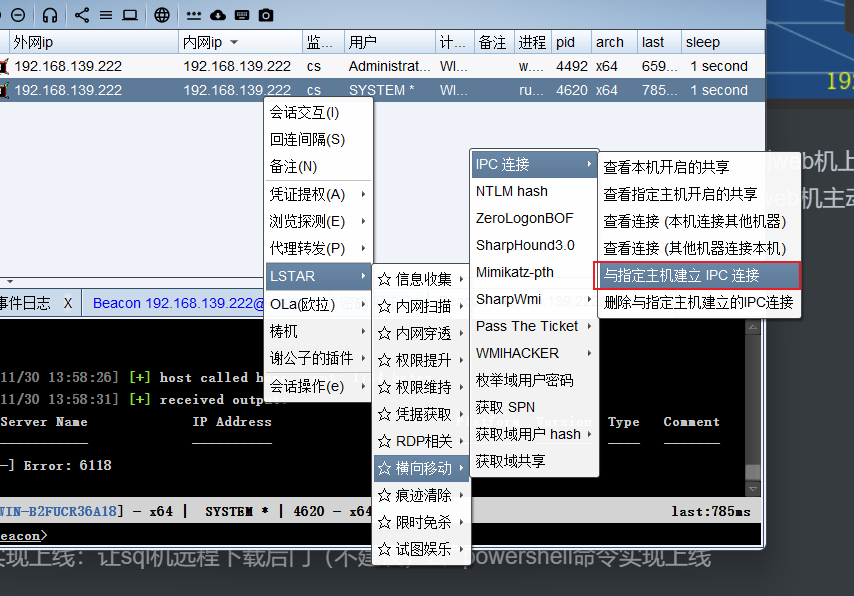 外网ip 内网ip 监... 用户 计... 备注 进程 pid arch last sleep
192.168.139.222 192.168.139.222 cs Administrat... WI... w.... 4492 x64 659... 1 second
192.168.139.222 192.168.139.222 cs SYSTEM * WI... ru... 4620 x64 785... 1 second
会话交互(I)
回连间隔(S)
备注(N)
凭证提权(A)
浏览探测(E)
代理转发(P)
LSTAR
OLa(欧拉)
梼杌
谢公子的插件
会话操作(e)
☆ 信息收集
☆ 内网扫描
☆ 内网穿透
☆ 权限提升
☆ 权限维持
☆ 凭据获取
☆ RDP相关
☆ 横向移动
☆ 痕迹清除
☆ 限时免杀
☆ 试图娱乐
IPC 连接
NTLM hash
ZeroLogonBOF
SharpHound3.0
Mimikatz-pth
SharpWmi
Pass The Ticket
WMIHACKER
枚举域用户密码
获取 SPN
获取域用户 hash
获取域共享
查看本机开启的共享
查看指定主机开启的共享
查看连接 (本机连接其他机器)
查看连接 (其他机器连接本机)
与指定主机建立 IPC 连接
删除与指定主机建立的IPC连接
19
web机上
web机主动
事件日志 X Beacon 192.168.139.222@
11/30 13:58:26] [+] host called h
11/30 13:58:31] [+] received output:
Server Name IP Address Version Type Comment
-] Error: 6118
WIN-B2FUCR36A18] - x64 | SYSTEM * | 4620 - x64 last:785ms
eacon>
实现上线：让sql机远程下载后门（不建 powershell命令实现上线